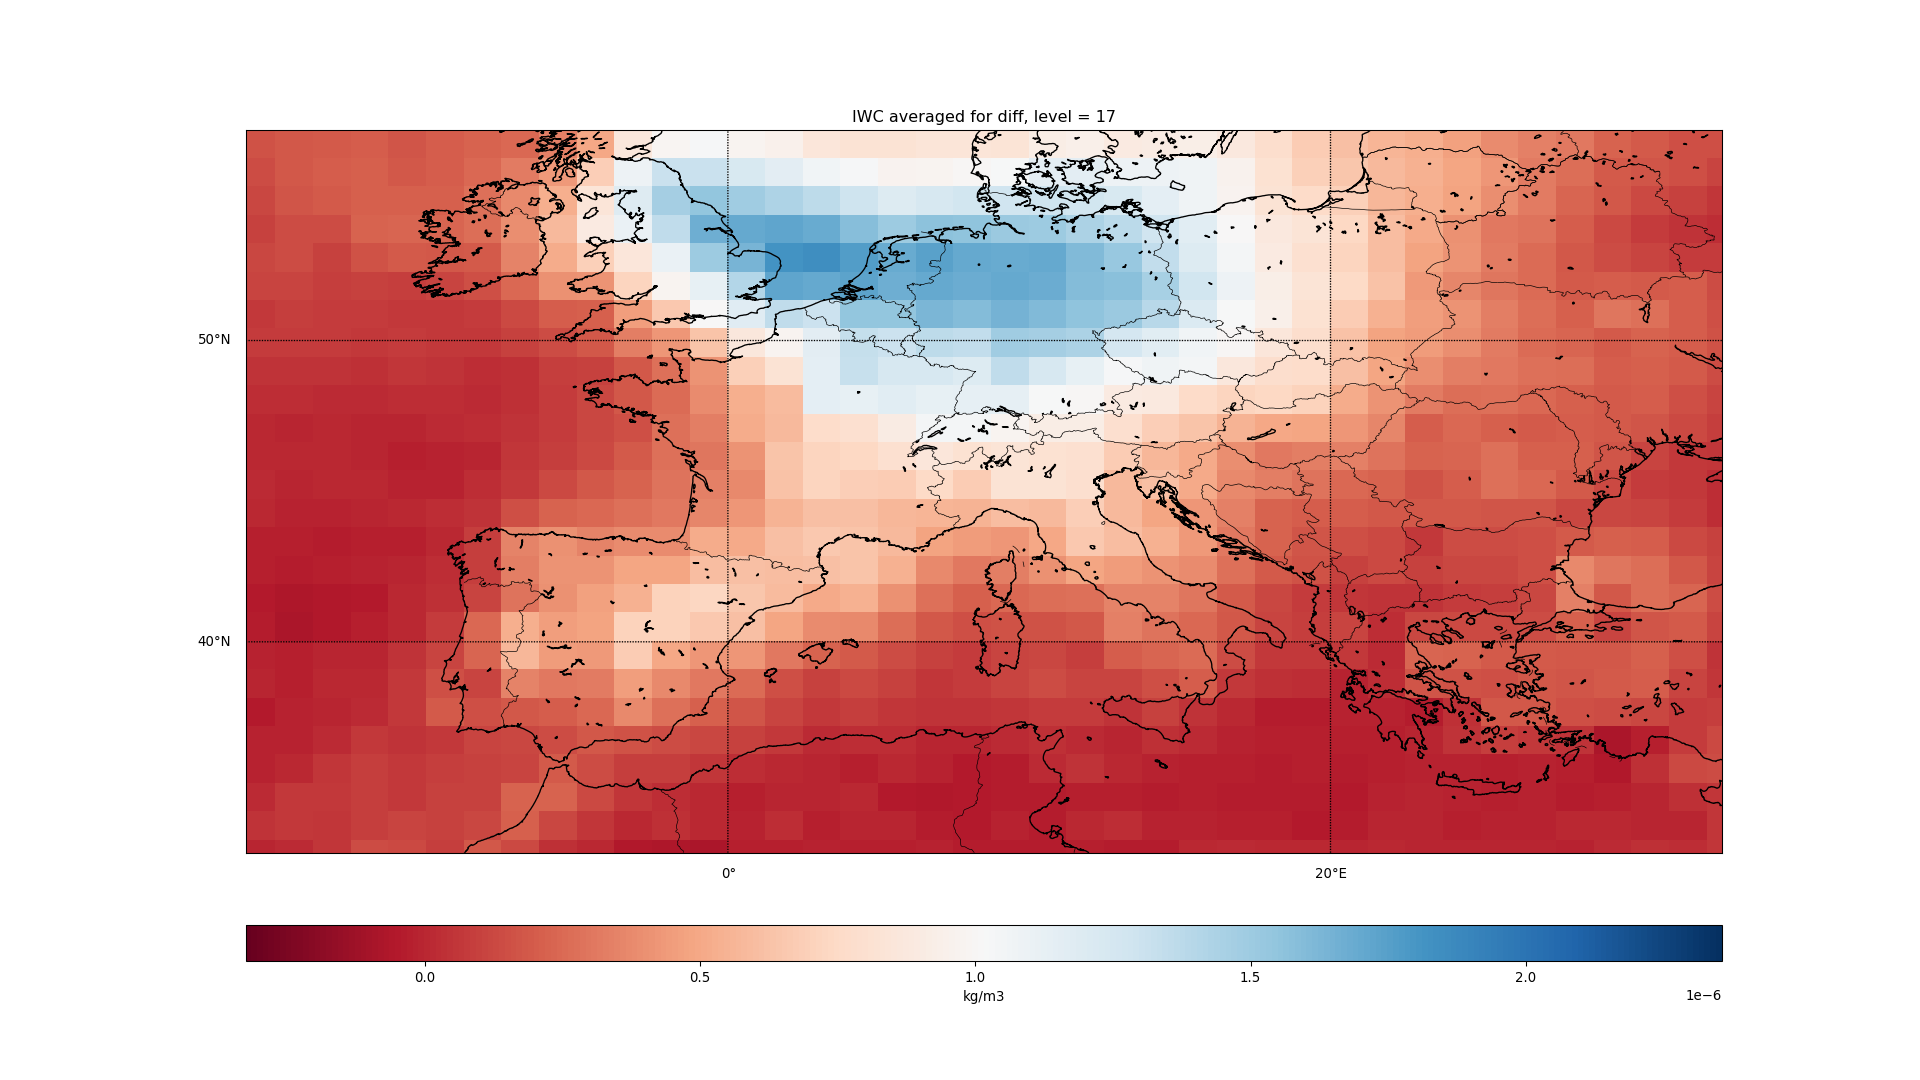 IWC averaged for diff, level = 17
50°N
40°N
0°
20°E
0.0
0.5
1.0
1.5
2.0
kg/m3
1e−6